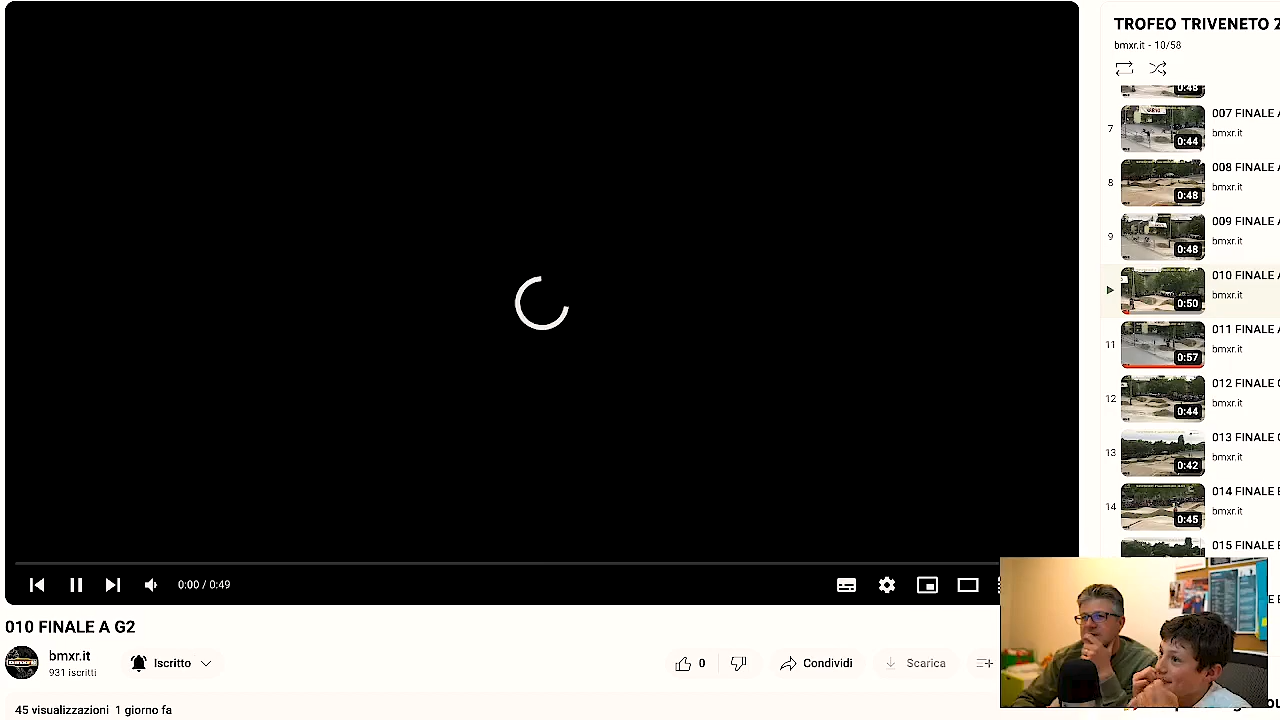 TROFEO TRIVENETO 2
bmxr.it - 10/58
0:48
7
0:44
007 FINALE A
bmxr.it
8
0:48
008 FINALE A
bmxr.it
9
0:48
009 FINALE A
bmxr.it
0:50
010 FINALE A
bmxr.it
11
0:57
011 FINALE A
bmxr.it
12
0:44
012 FINALE C
bmxr.it
13
0:42
013 FINALE C
bmxr.it
14
0:45
014 FINALE E
bmxr.it
015 FINALE E
0:00 / 0:49
010 FINALE A G2
bmxr.it
931 iscritti
Iscritto
0
Condividi
Scarica
45 visualizzazioni 1 giorno fa